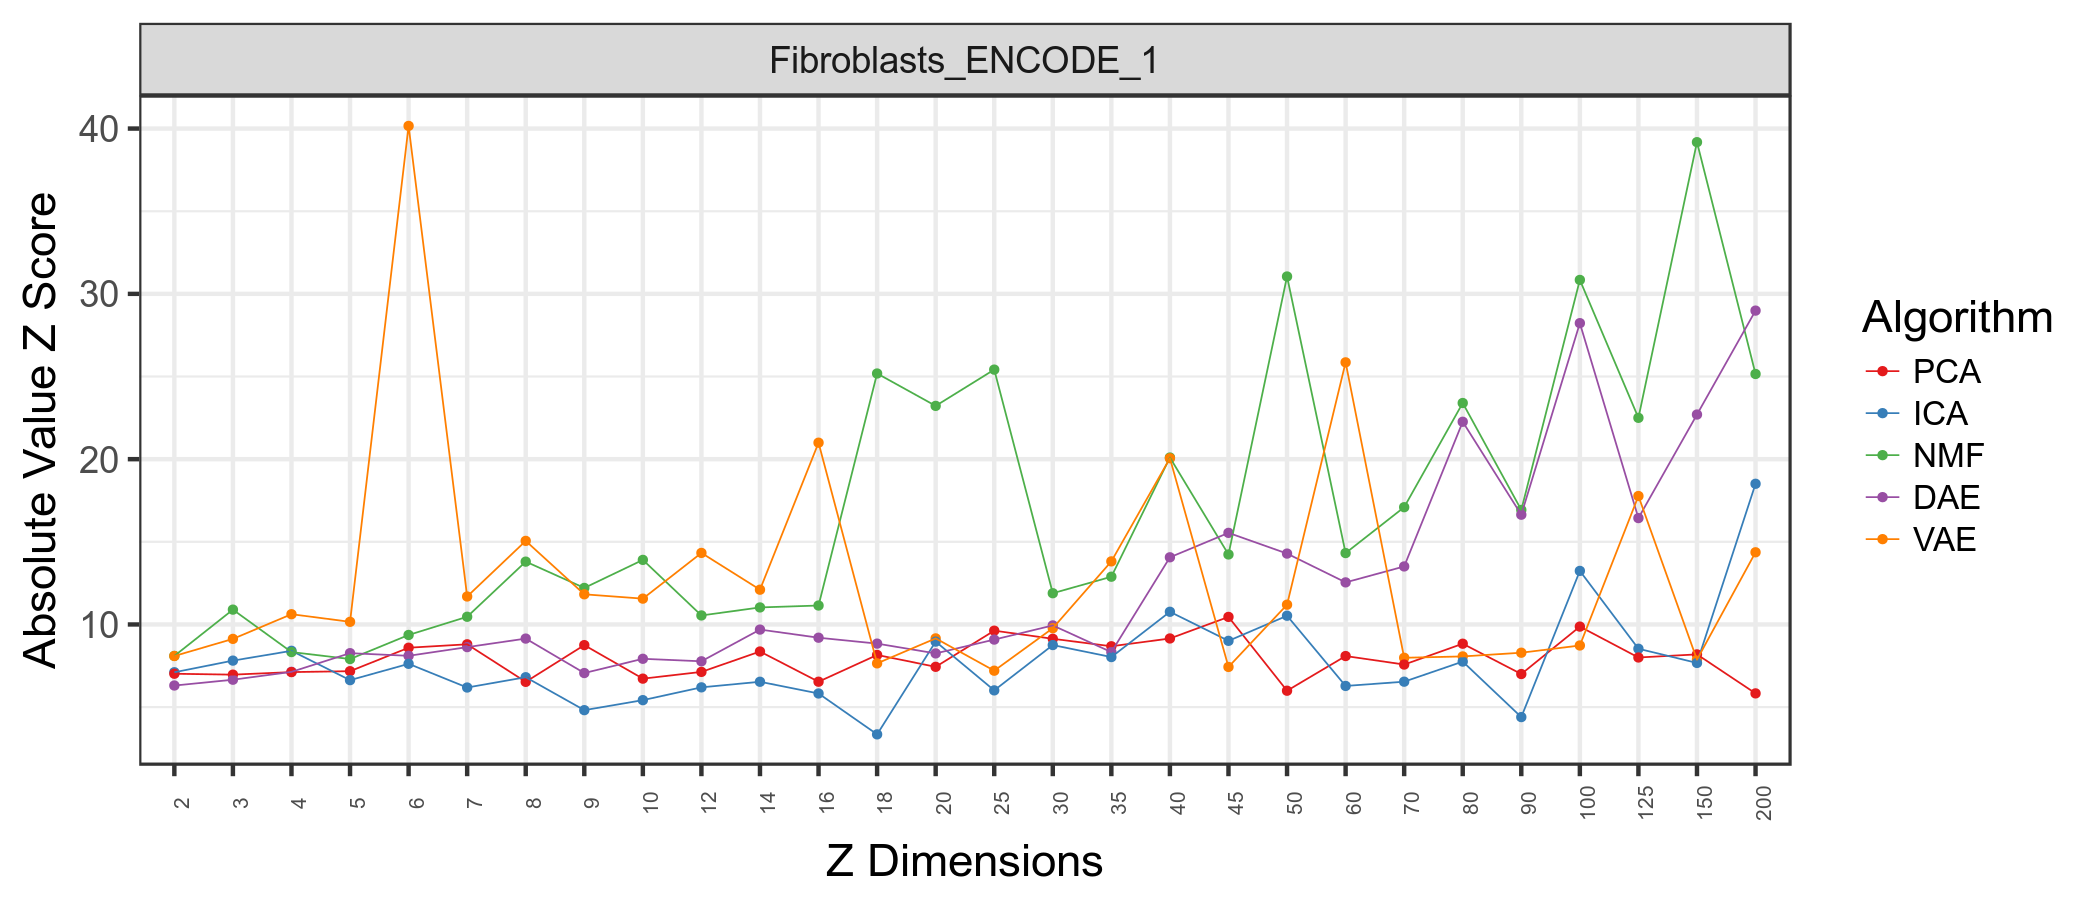 Fibroblasts_ENCODE_1
Absolute Value Z Score
40
30
20
10
2 3 4 5 6 7 8 9 10 12 14 16 18 20 25 30 35 40 45 50 60 70 80 90 100 125 150 200
Z Dimensions
Algorithm
PCA
ICA
NMF
DAE
VAE